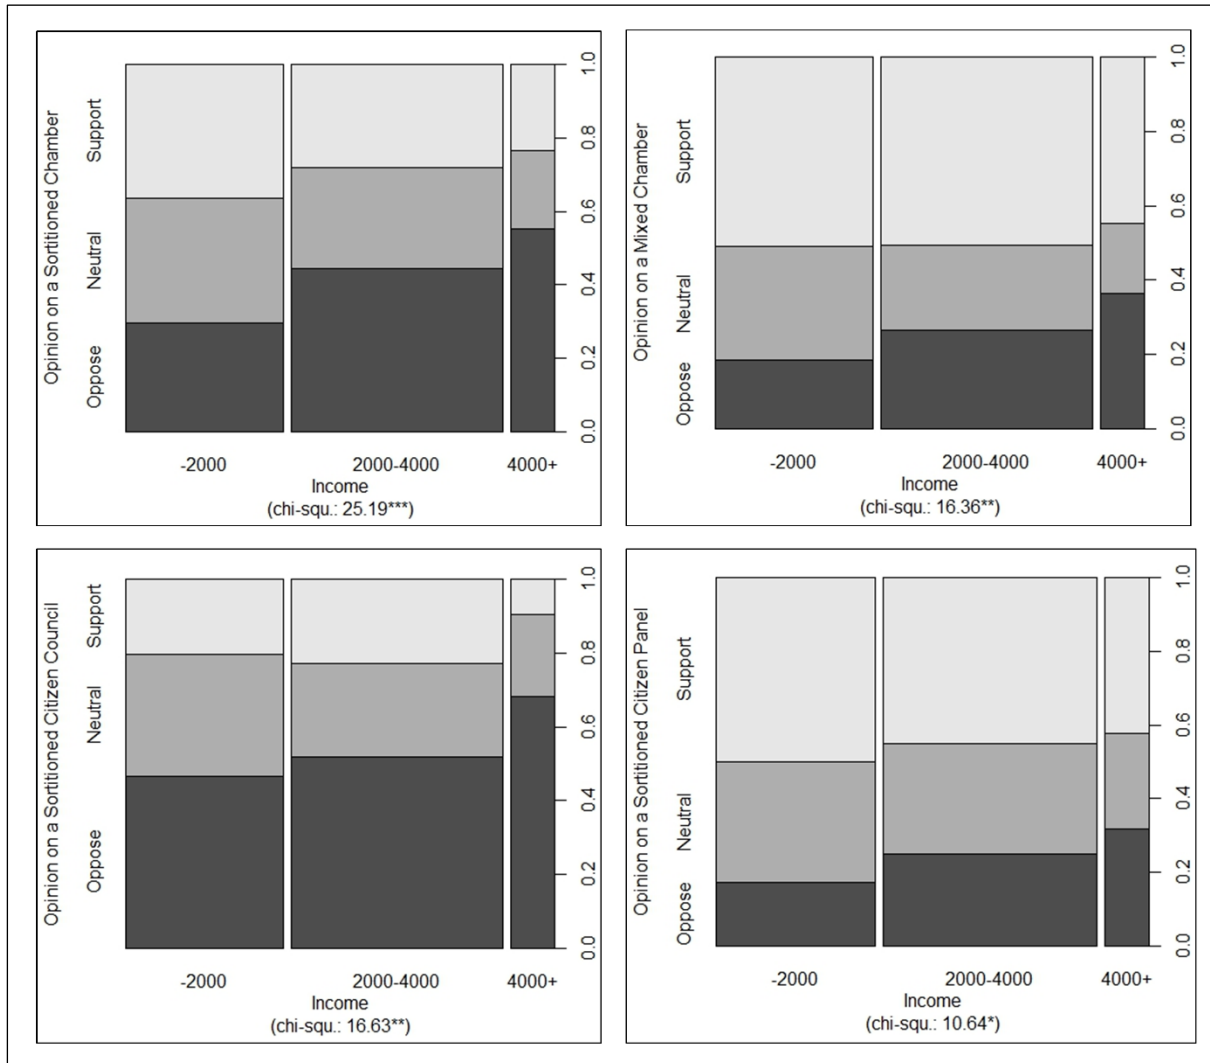 Opinion on a Sortitioned Chamber
Support
Neutral
Oppose
1.0
0.8
0.6
0.4
0.2
0.0
-2000 2000-4000 4000+
Income
(chi-squ.: 25.19***)
Opinion on a Mixed Chamber
Support
Neutral
Oppose
1.0
0.8
0.6
0.4
0.2
0.0
-2000 2000-4000 4000+
Income
(chi-squ.: 16.36**)
Opinion on a Sortitioned Citizen Council
Support
Neutral
Oppose
1.0
0.8
0.6
0.4
0.2
0.0
-2000 2000-4000 4000+
Income
(chi-squ.: 16.63**)
Opinion on a Sortitioned Citizen Panel
Support
Neutral
Oppose
1.0
0.8
0.6
0.4
0.2
0.0
-2000 2000-4000 4000+
Income
(chi-squ.: 10.64*)